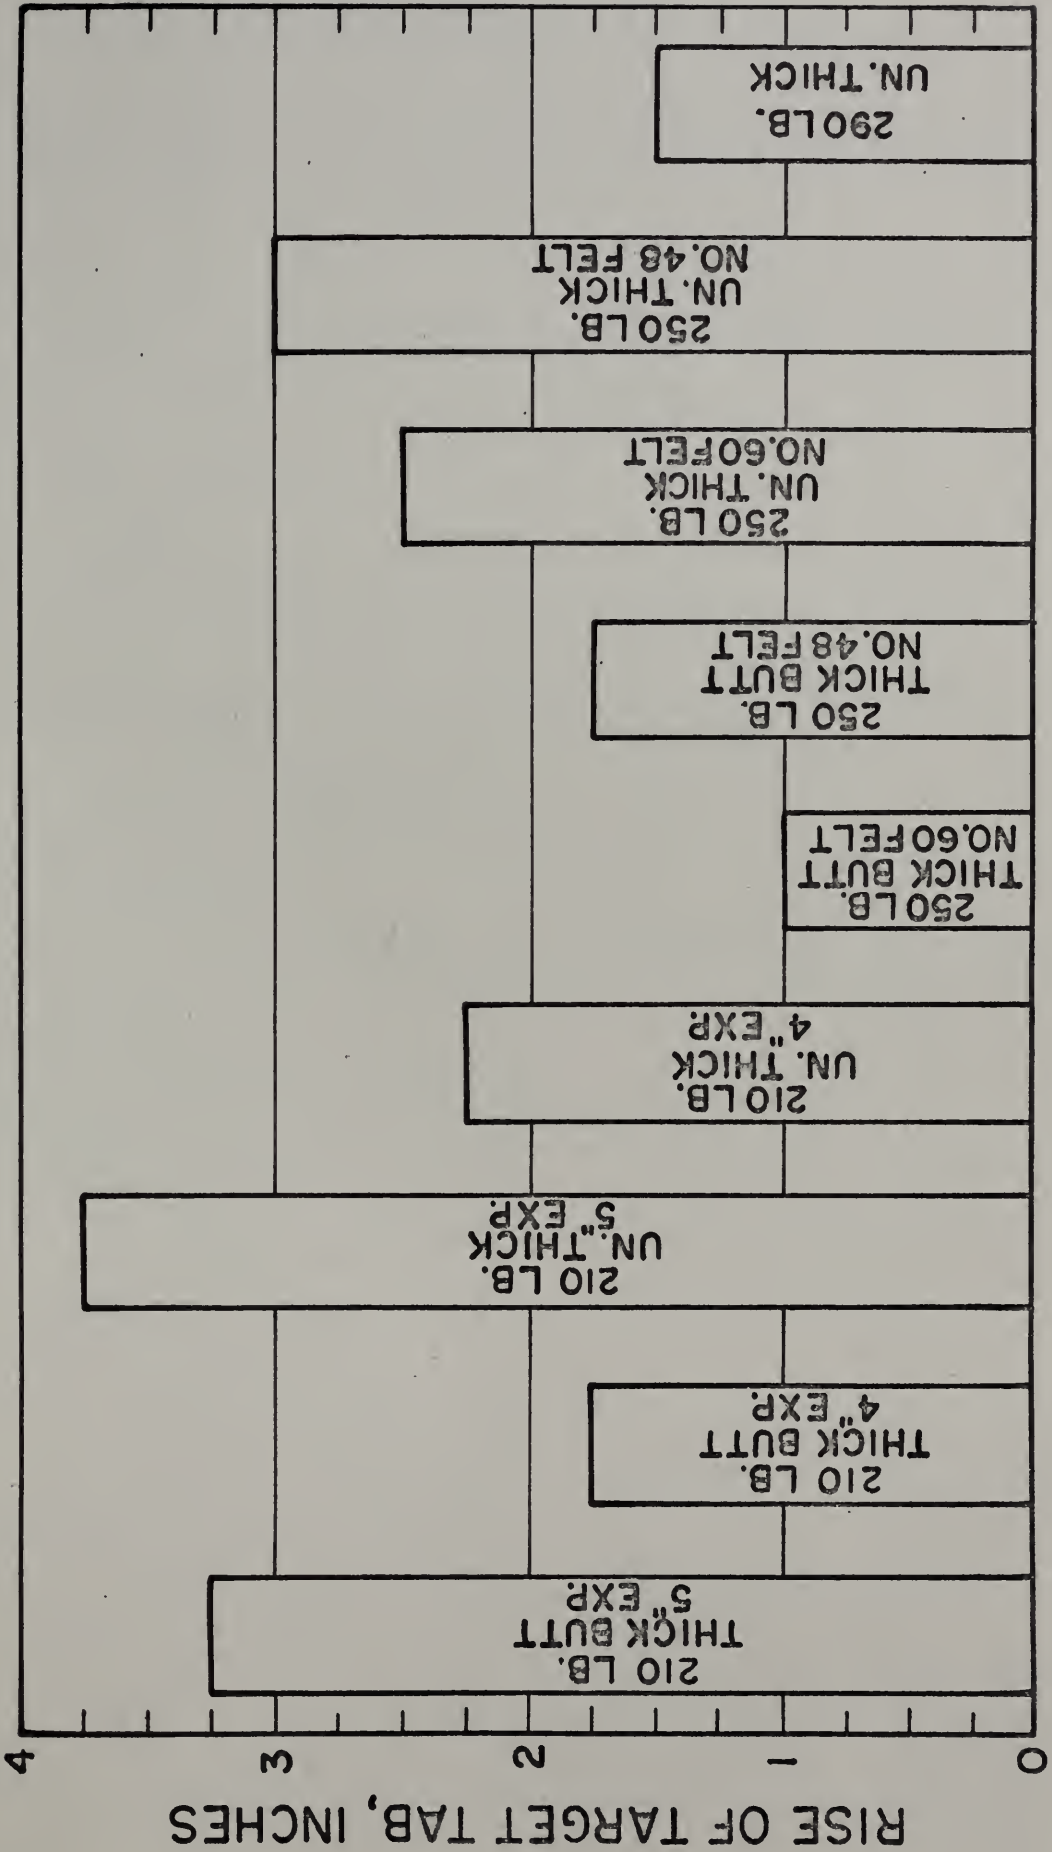 RISE OF TARGET TAB, INCHES
4
3
2
1
0
210 LB.
THICK BUTT
5" EXP.
210 LB.
THICK BUTT
4" EXP.
210 LB.
UN. THICK
5" EXP.
210 LB.
UN. THICK
4" EXP.
250 LB.
THICK BUTT
NO.60 FELT
250 LB.
THICK BUTT
NO.48 FELT
250 LB.
UN. THICK
NO.60 FELT
250 LB.
UN. THICK
NO.48 FELT
290 LB.
UN. THICK